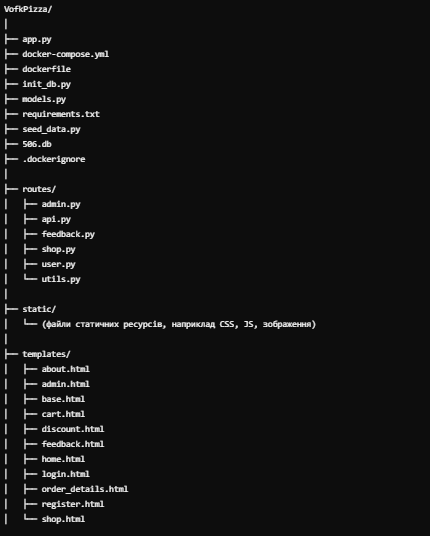 VofkPizza/
│
├── app.py
├── docker-compose.yml
├── dockerfile
├── init_db.py
├── models.py
├── requirements.txt
├── seed_data.py
├── 506.db
├── .dockerignore
│
├── routes/
│   ├── admin.py
│   ├── api.py
│   ├── feedback.py
│   ├── shop.py
│   ├── user.py
│   └── utils.py
│
├── static/
│   └── (файли статичних ресурсів, наприклад CSS, JS, зображення)
│
├── templates/
│   ├── about.html
│   ├── admin.html
│   ├── base.html
│   ├── cart.html
│   ├── discount.html
│   ├── feedback.html
│   ├── home.html
│   ├── login.html
│   ├── order_details.html
│   ├── register.html
│   └── shop.html